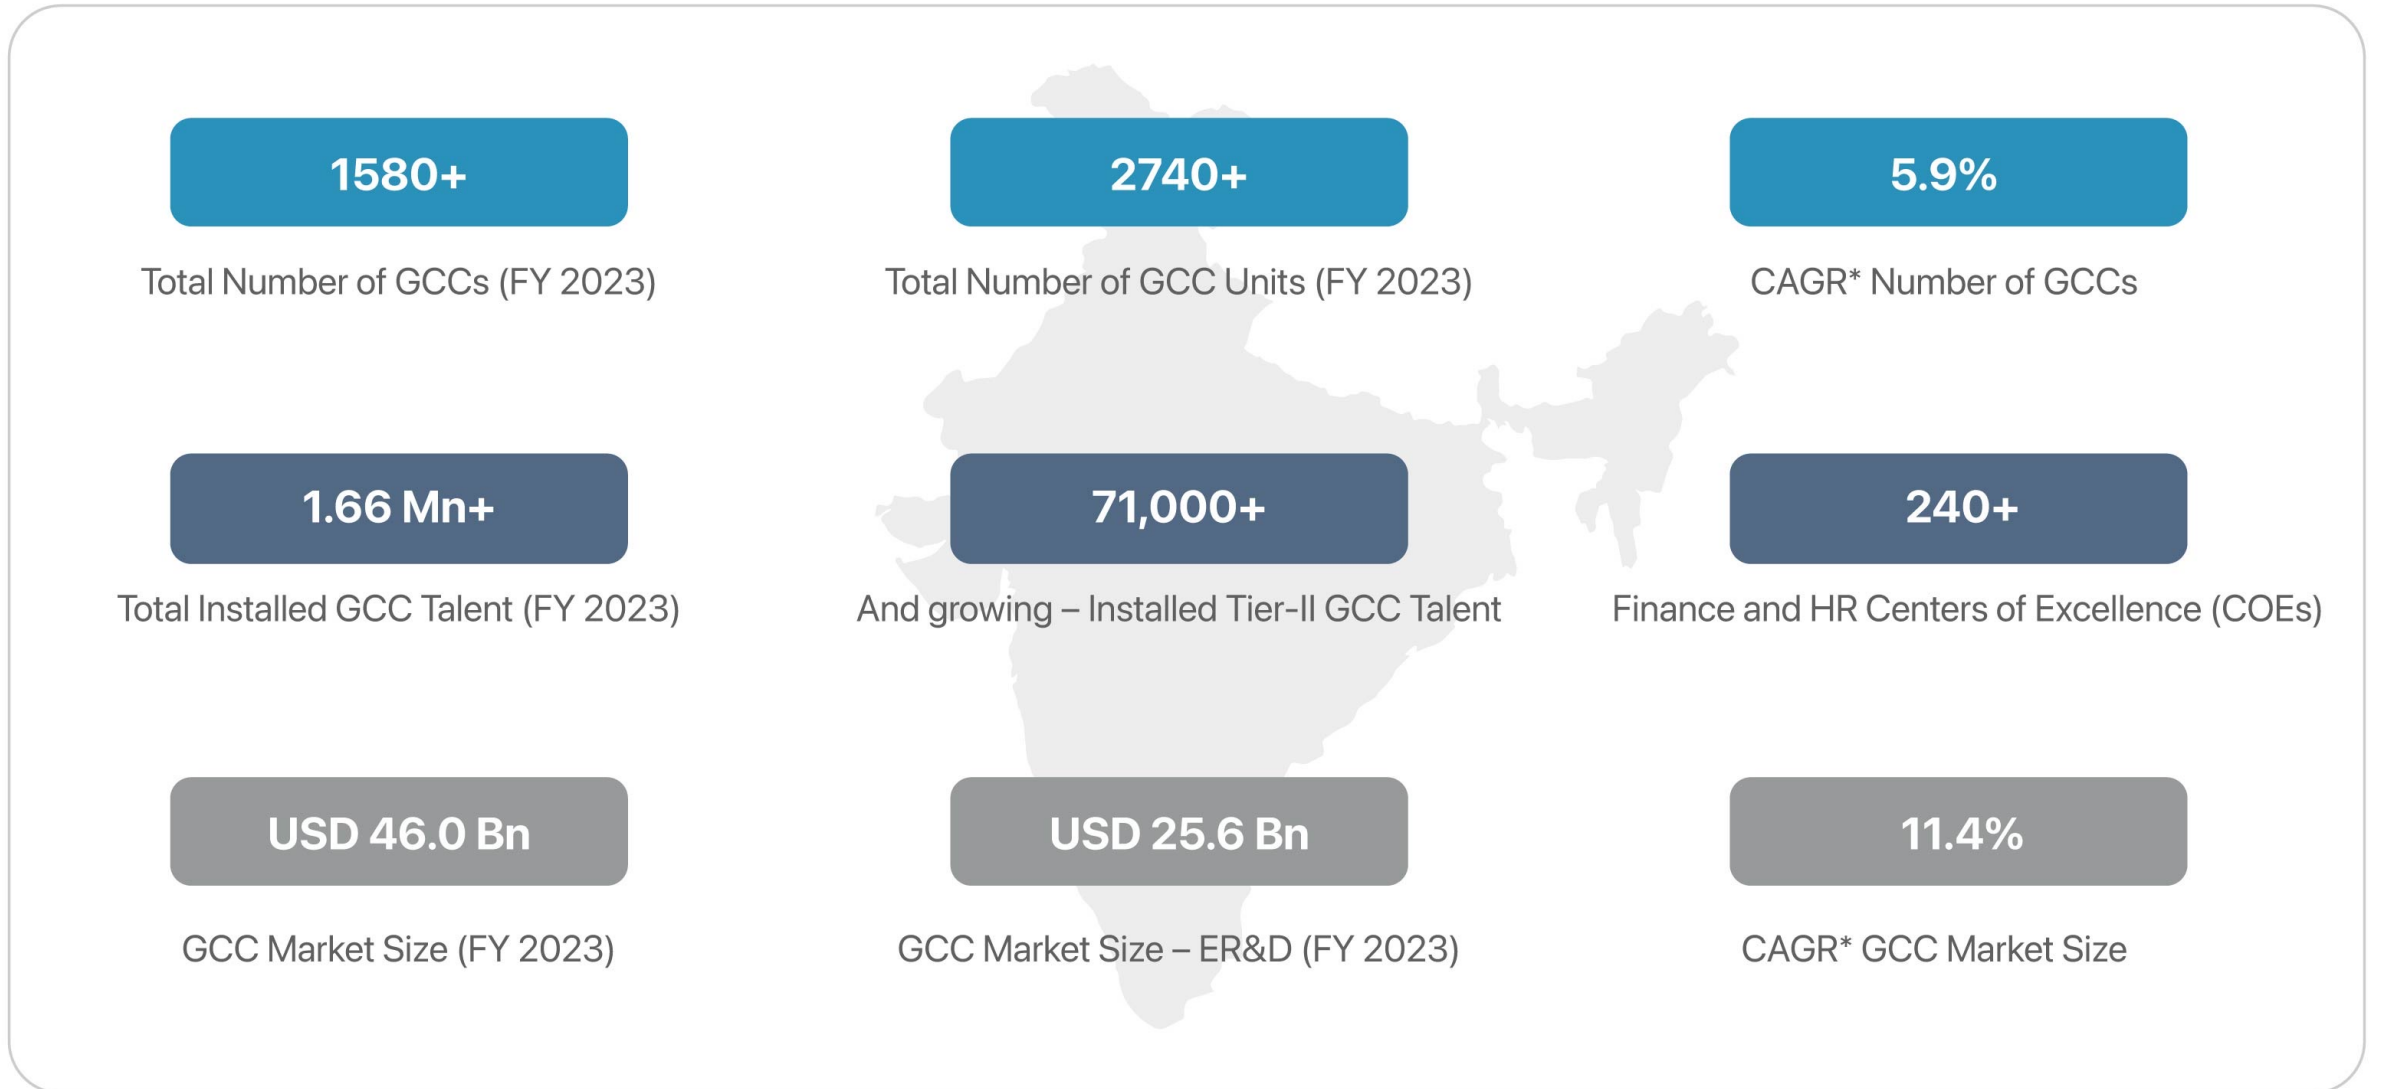 1580+
Total Number of GCCs (FY 2023)
2740+
Total Number of GCC Units (FY 2023)
5.9%
CAGR* Number of GCCs
1.66 Mn+
Total Installed GCC Talent (FY 2023)
71,000+
And growing – Installed Tier-II GCC Talent
240+
Finance and HR Centers of Excellence (COEs)
USD 46.0 Bn
GCC Market Size (FY 2023)
USD 25.6 Bn
GCC Market Size – ER&D (FY 2023)
11.4%
CAGR* GCC Market Size